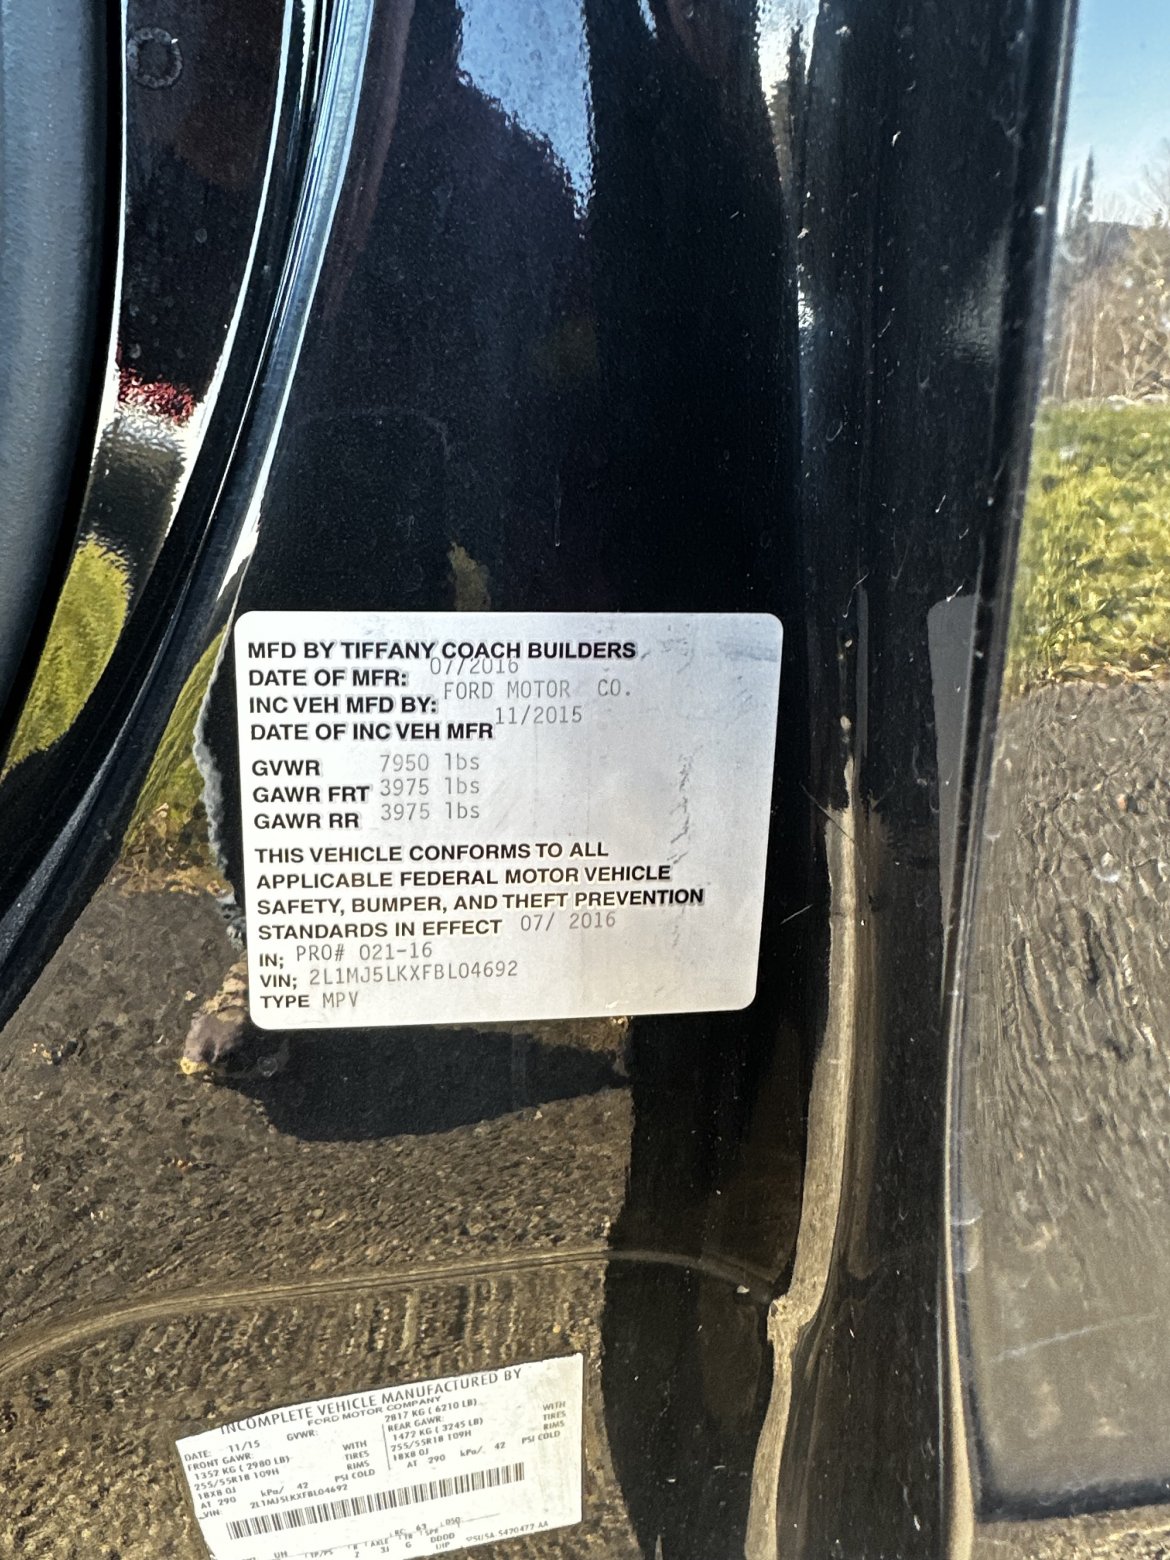 MFD BY TIFFANY COACH BUILDERS
DATE OF MFR: 07/2016
INC VEH MFD BY: FORD MOTOR CO.
DATE OF INC VEH MFR 11/2015
GVWR 7950 lbs
GAWR FRT 3975 lbs
GAWR RR 3975 lbs
THIS VEHICLE CONFORMS TO ALL
APPLICABLE FEDERAL MOTOR VEHICLE
SAFETY, BUMPER, AND THEFT PREVENTION
STANDARDS IN EFFECT 07/ 2016
IN; PRO# 021-16
VIN; 2L1MJ5LKXFBL04692
TYPE MPV
INCOMPLETE VEHICLE MANUFACTURED BY
FORD MOTOR COMPANY
DATE: 11/15 GVWR: 2817 KG ( 6210 LB)
FRONT GAWR: WITH REAR GAWR: WITH
1352 KG ( 2980 LB) TIRES 1472 KG ( 3245 LB) TIRES
255/55R18 109H RIMS 255/55R18 109H RIMS
18X8.0J PSI COLD 18X8.0J PSI COLD
AT 290 kPa/ 42 AT 290 kPa/ 42
VIN: 2L1MJ5LKXFBL04692